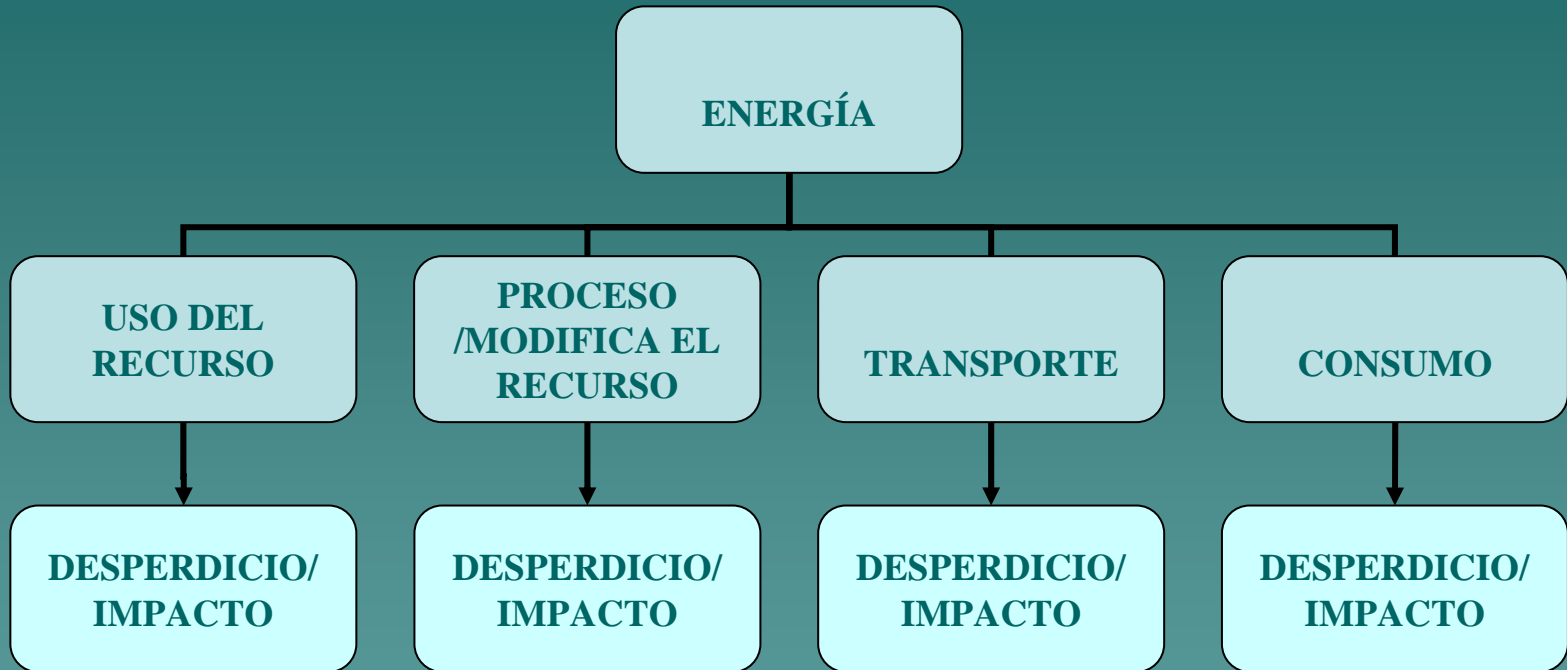 ENERGÍA
USO DEL
RECURSO
PROCESO
/MODIFICA EL
RECURSO
TRANSPORTE
CONSUMO
DESPERDICIO/
IMPACTO
DESPERDICIO/
IMPACTO
DESPERDICIO/
IMPACTO
DESPERDICIO/
IMPACTO